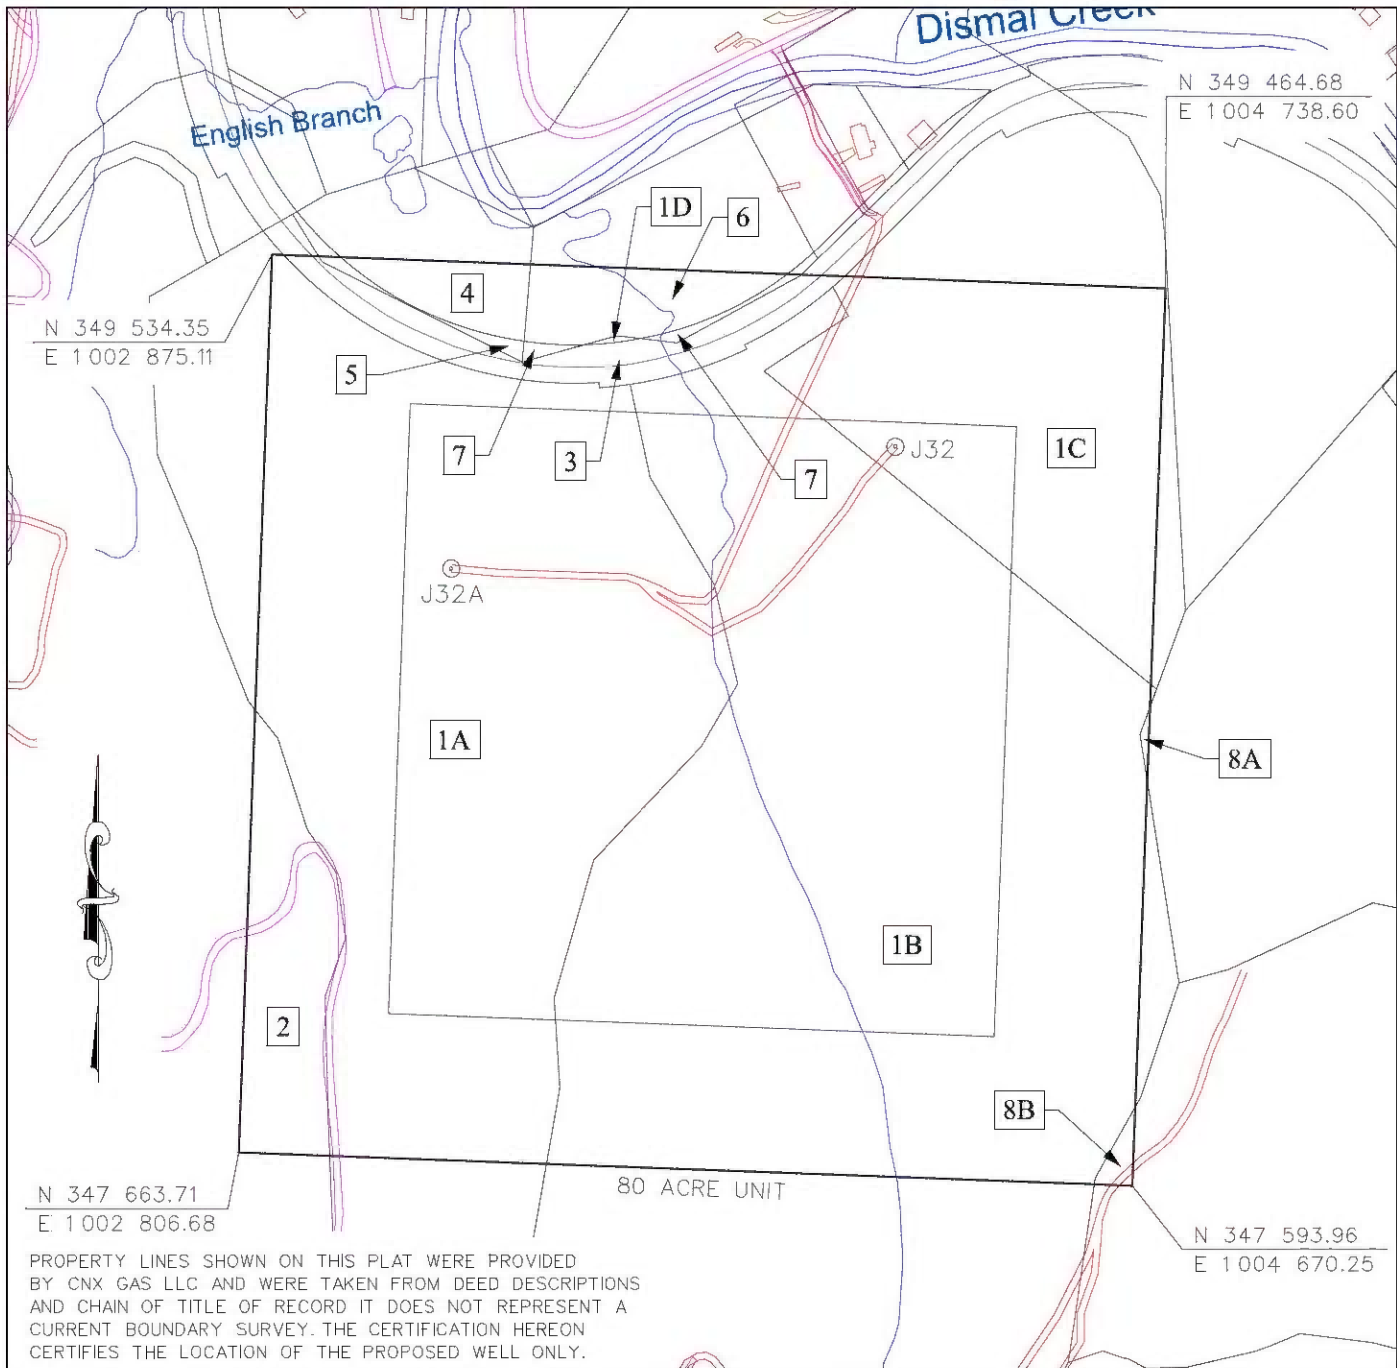 Dismal Creek
N 349 464.68
E 1 004 738.60
English Branch
1D
6
4
N 349 534.35
E 1 002 875.11
5
7
3
7
1C
J32
J32A
1A
8A
1B
2
8B
80 ACRE UNIT
N 347 663.71
E 1 002 806.68
N 347 593.96
E 1 004 670.25
PROPERTY LINES SHOWN ON THIS PLAT WERE PROVIDED
BY CNX GAS LLC AND WERE TAKEN FROM DEED DESCRIPTIONS
AND CHAIN OF TITLE OF RECORD IT DOES NOT REPRESENT A
CURRENT BOUNDARY SURVEY. THE CERTIFICATION HEREON
CERTIFIES THE LOCATION OF THE PROPOSED WELL ONLY.